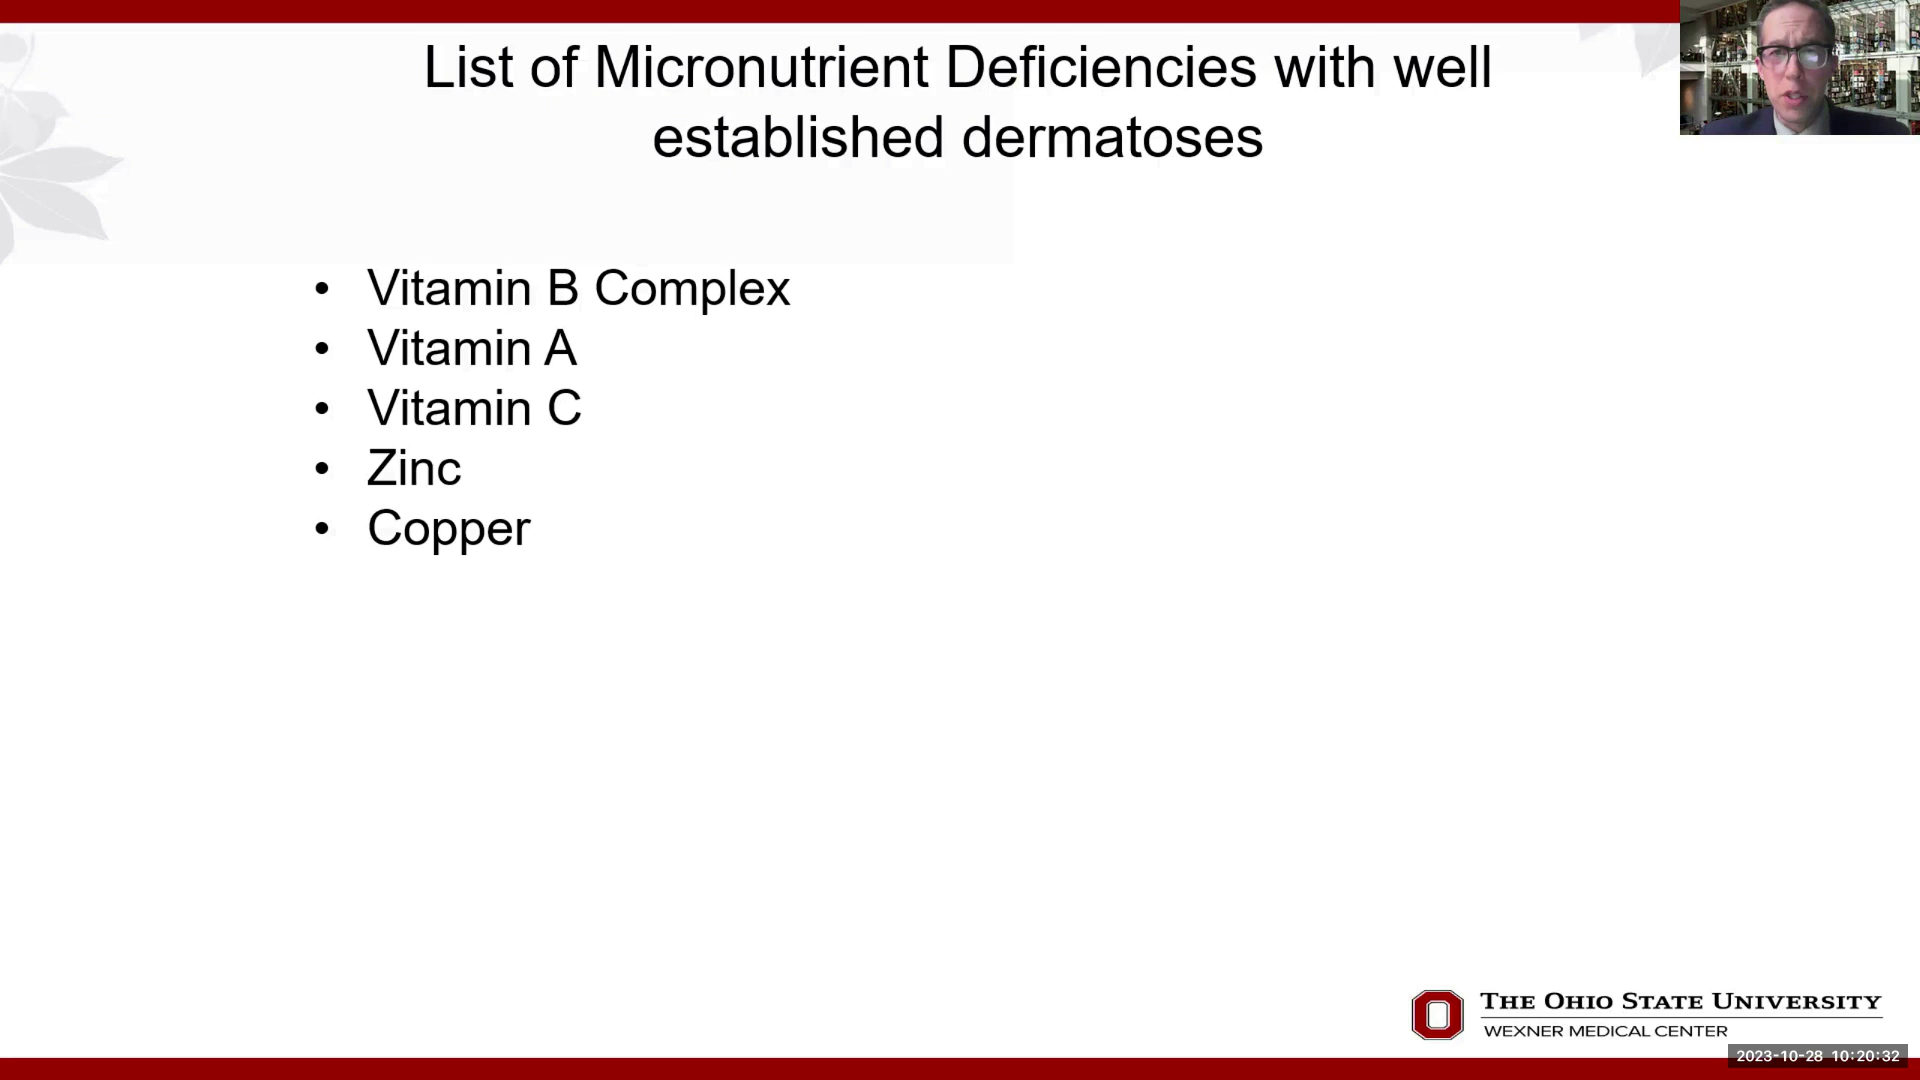 List of Micronutrient Deficiencies with well
established dermatoses
• Vitamin B Complex
• Vitamin A
• Vitamin C
• Zinc
• Copper
THE OHIO STATE UNIVERSITY
WEXNER MEDICAL CENTER
2023-10-28 10:20:32